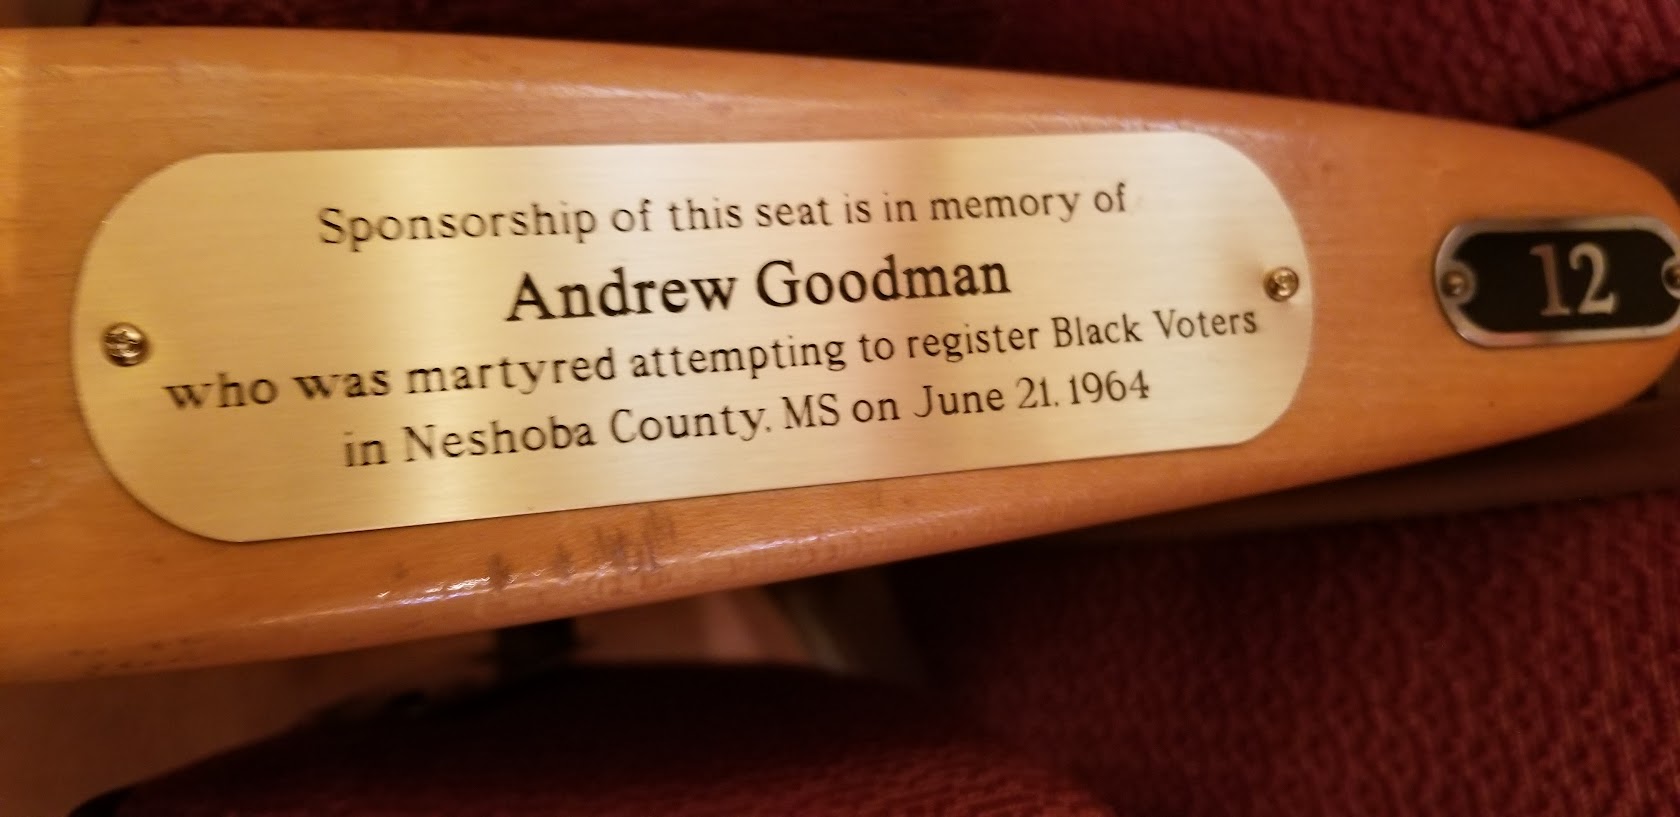 Sponsorship of this seat is in memory of
Andrew Goodman
who was martyred attempting to register Black Voters
in Neshoba County, MS on June 21, 1964
12